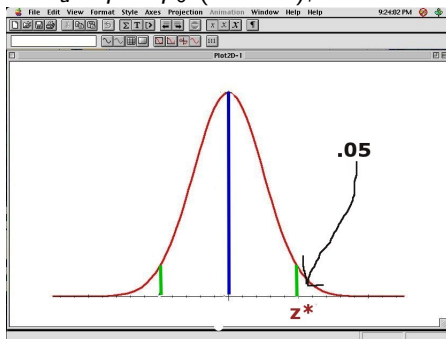 File Edit View Format Style Axes Projection Animation Window Help Help 9:24:02 PM
Plot2D-1
.05
z*